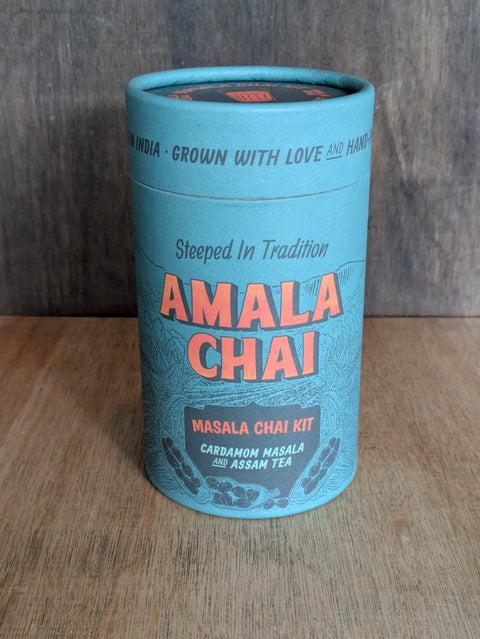 INDIA · GROWN WITH LOVE AND HAND-
Steeped In Tradition
AMALA
CHAI
MASALA CHAI KIT
CARDAMOM MASALA
AND ASSAM TEA